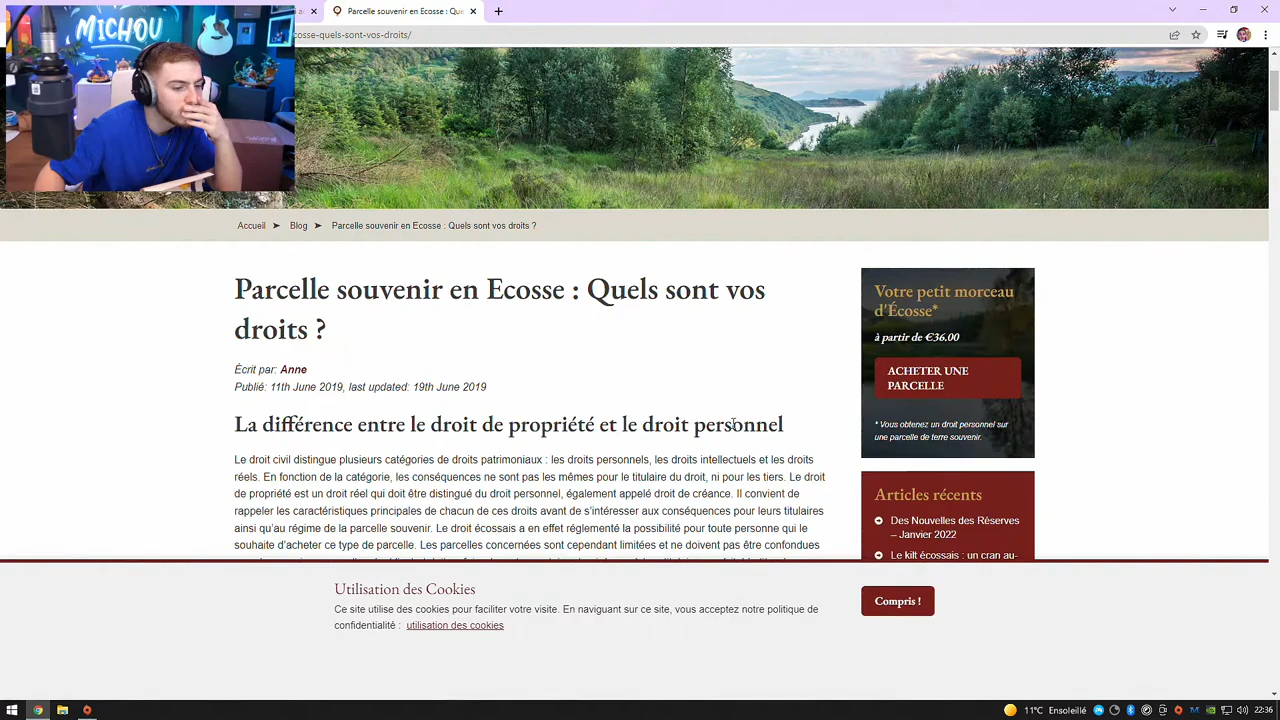 MICHOU
Parcelle souvenir en Ecosse : Qu
cosse-quels-sont-vos-droits/
Accueil ➤ Blog ➤ Parcelle souvenir en Ecosse : Quels sont vos droits ?
Parcelle souvenir en Ecosse : Quels sont vos
droits ?
Écrit par: Anne
Publié: 11th June 2019, last updated: 19th June 2019
La différence entre le droit de propriété et le droit personnel
Le droit civil distingue plusieurs catégories de droits patrimoniaux : les droits personnels, les droits intellectuels et les droits
réels. En fonction de la catégorie, les conséquences ne sont pas les mêmes pour le titulaire du droit, ni pour les tiers. Le droit
de propriété est un droit réel qui doit être distingué du droit personnel, également appelé droit de créance. Il convient de
rappeler les caractéristiques principales de chacun de ces droits avant de s'intéresser aux conséquences pour leurs titulaires
ainsi qu'au régime de la parcelle souvenir. Le droit écossais a en effet réglementé la possibilité pour toute personne qui le
souhaite d'acheter ce type de parcelle. Les parcelles concernées sont cependant limitées et ne doivent pas être confondues
Votre petit morceau
d'Écosse*
à partir de €36.00
ACHETER UNE
PARCELLE
* Vous obtenez un droit personnel sur
une parcelle de terre souvenir.
Articles récents
Des Nouvelles des Réserves
– Janvier 2022
Le kilt écossais : un cran au-
Utilisation des Cookies
Ce site utilise des cookies pour faciliter votre visite. En naviguant sur ce site, vous acceptez notre politique de
confidentialité : utilisation des cookies
Compris !
11°C Ensoleillé
22:36